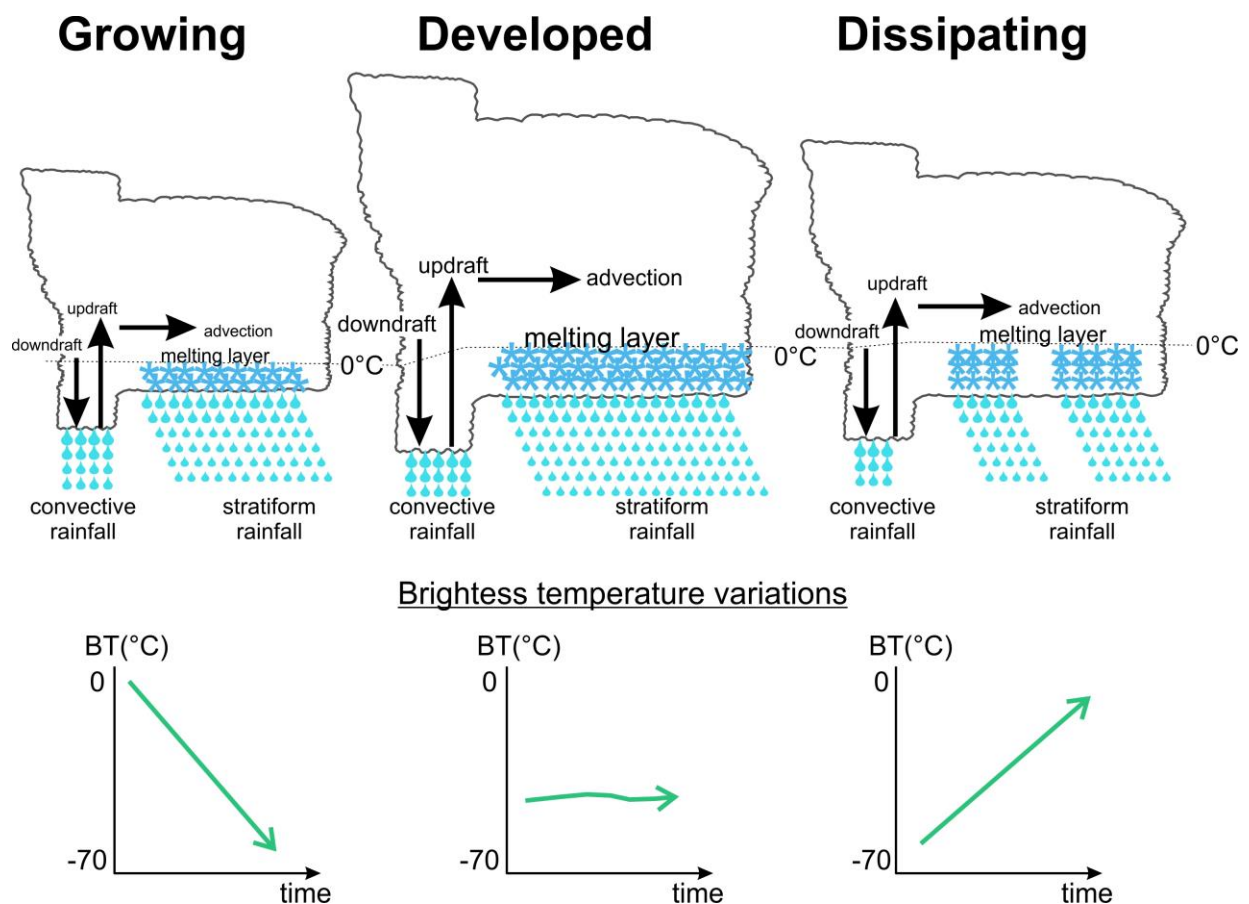 Growing
Developed
Dissipating
updraft
advection
downdraft
melting layer
0°C
convective
rainfall
stratiform
rainfall
updraft
advection
downdraft
melting layer
0°C
convective
rainfall
stratiform
rainfall
updraft
advection
downdraft
melting layer
0°C
convective
rainfall
stratiform
rainfall
Brightess temperature variations
BT(°C)
0
-70
time
BT(°C)
0
-70
time
BT(°C)
0
-70
time